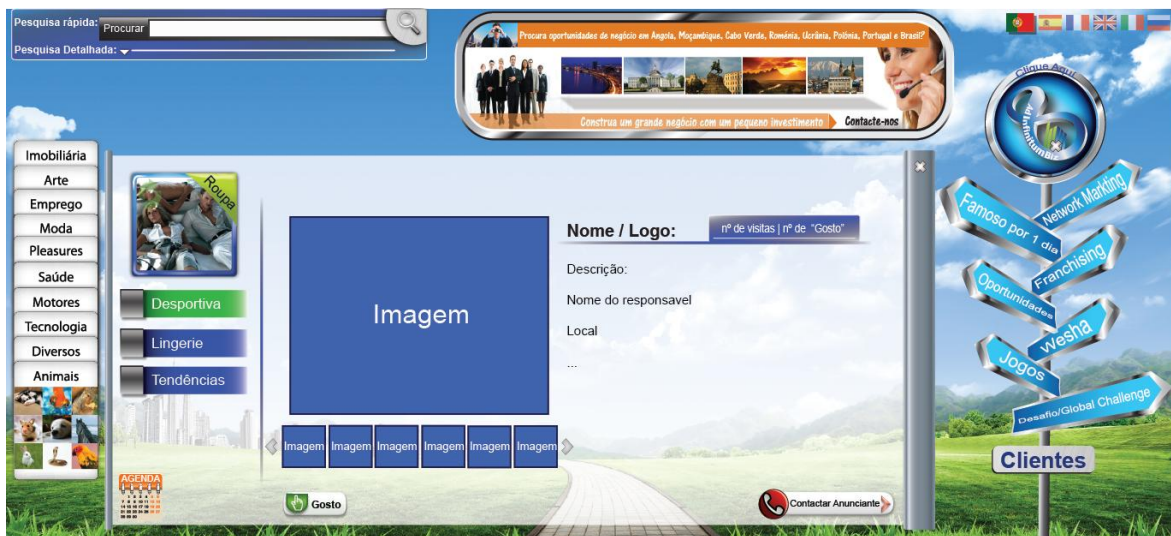 Pesquisa rápida:
Procurar
Pesquisa Detalhada:
Procura oportunidades de negócio em Angola, Moçambique, Cabo Verde, Roménia, Ucrânia, Polónia, Portugal e Brasil?
Construa um grande negócio com um pequeno investimento
Contacte-nos
Clique Aqui
AdInfinitumBiz
Imobiliária
Arte
Emprego
Moda
Pleasures
Saúde
Motores
Tecnologia
Diversos
Animais
Roupa
Desportiva
Lingerie
Tendências
AGENDA
Imagem
Imagem Imagem Imagem Imagem Imagem Imagem
Gosto
Nome / Logo:
nº de visitas | nº de "Gosto"
Descrição:
Nome do responsavel
Local
...
Contactar Anunciante
Network Markting
Famoso por 1 dia
Franchising
Oportunidades
wesha
Jogos
Desafio/Global Challenge
Clientes